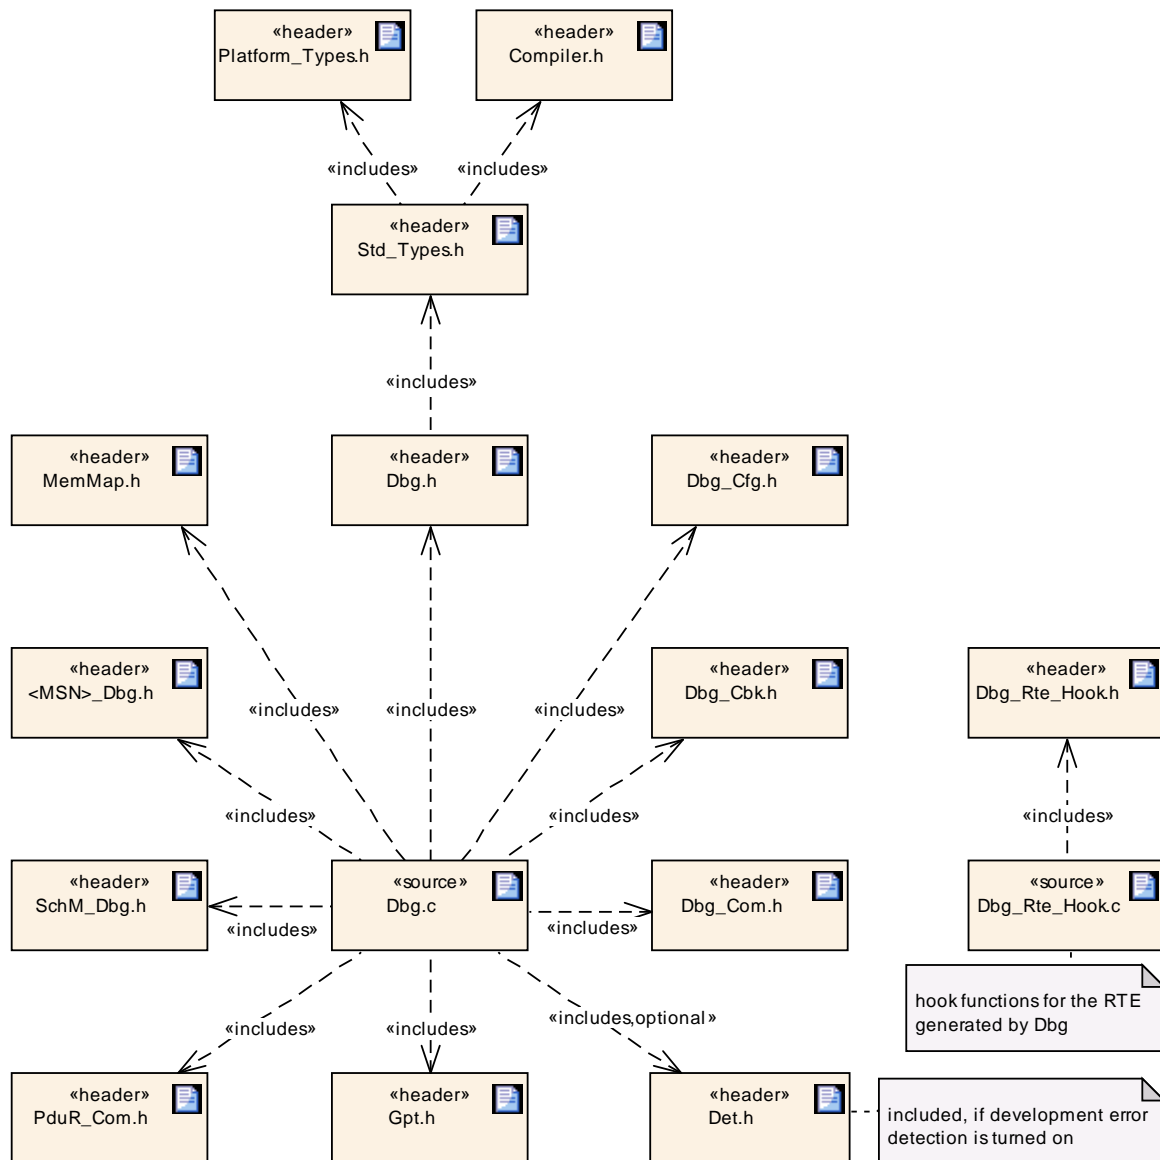 «header»
Platform_Types.h
«header»
Compiler.h
«includes»
«includes»
«header»
Std_Types.h
«includes»
«header»
MemMap.h
«header»
Dbg.h
«header»
Dbg_Cfg.h
«header»
<MSN>_Dbg.h
«includes»
«includes»
«includes»
«header»
Dbg_Cbk.h
«header»
Dbg_Rte_Hook.h
«includes»
«includes»
«includes»
«header»
SchM_Dbg.h
«includes»
«source»
Dbg.c
«includes»
«header»
Dbg_Com.h
«source»
Dbg_Rte_Hook.c
hook functions for the RTE
generated by Dbg
«includes»
«includes»
«includes,optional»
«header»
PduR_Com.h
«header»
Gpt.h
«header»
Det.h
included, if development error
detection is turned on